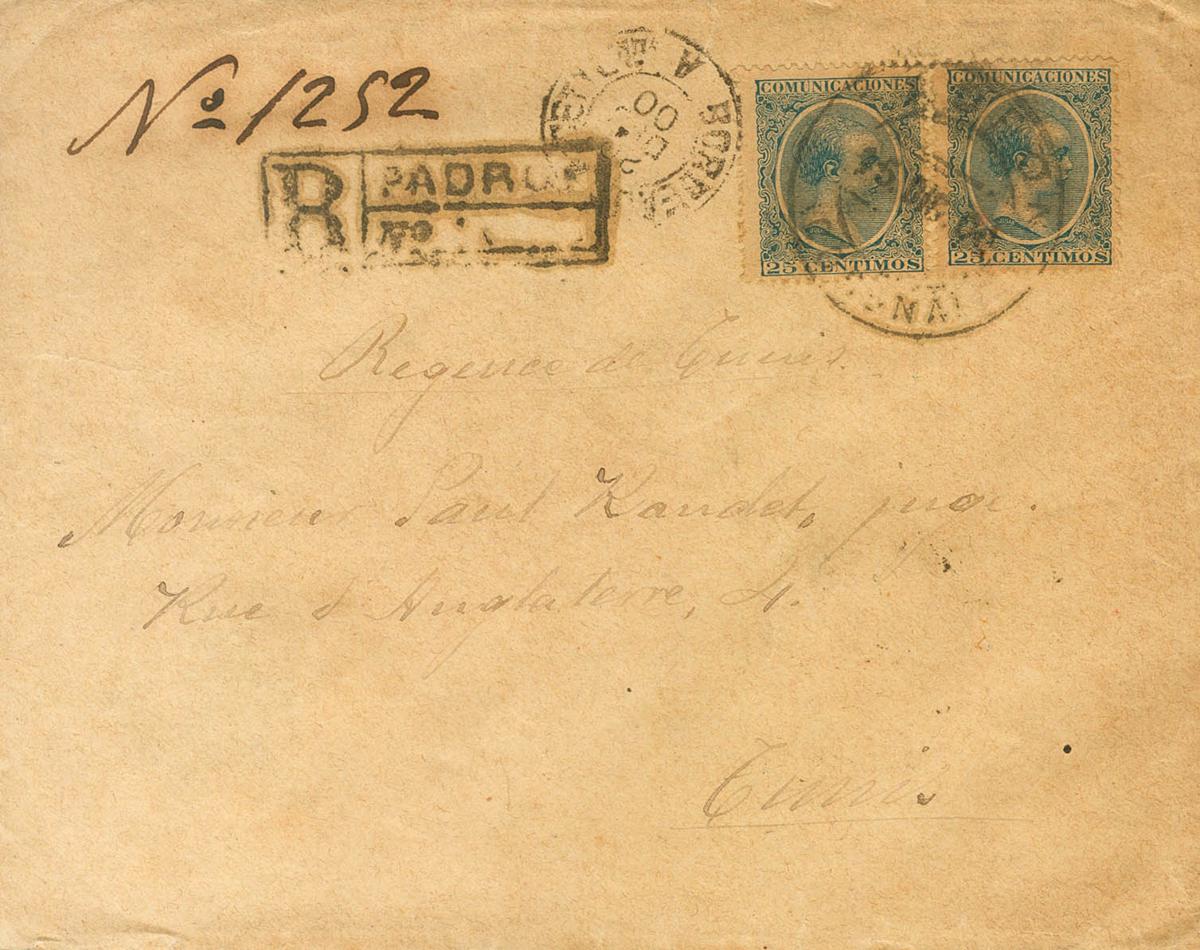 Nº 1252
R PADRON
Nº
COMUNICACIONES
25 CENTIMOS
COMUNICACIONES
25 CENTIMOS
Regence de Tunis.
Monsieur Paul Kandet, juge.
Rue d'Angleterre, 4.
Tunis